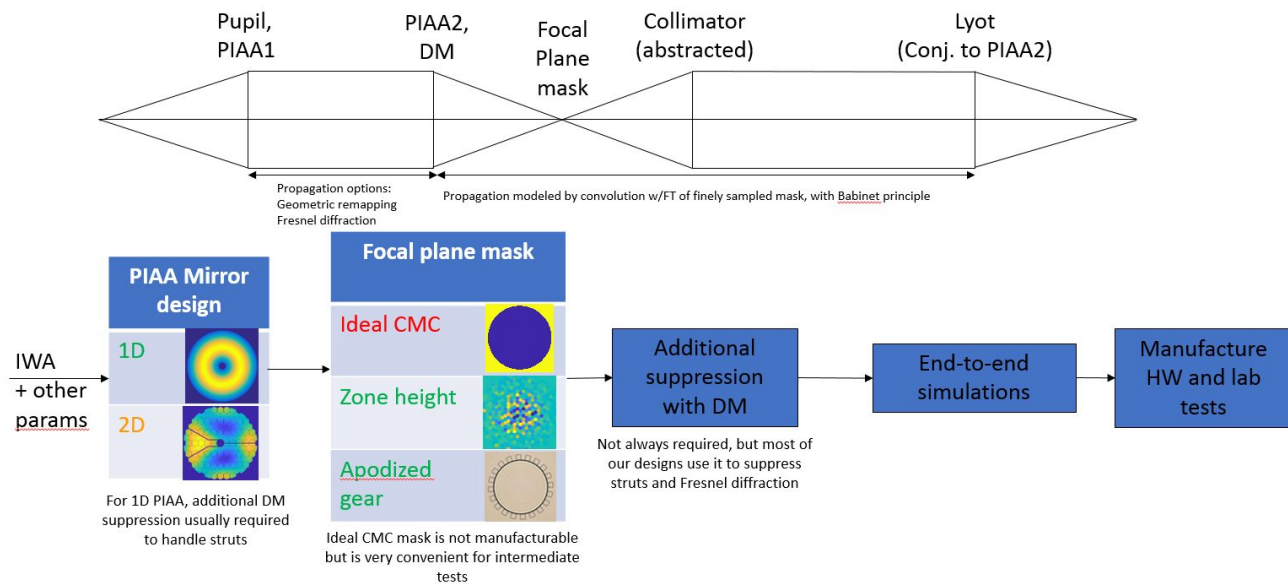 Pupil,
PIAA1
PIAA2,
DM
Focal
Plane
mask
Collimator
(abstracted)
Lyot
(Conj. to PIAA2)
Propagation options:
Geometric remapping
Fresnel diffraction
Propagation modeled by convolution w/FT of finely sampled mask, with Babinet principle
IWA
+ other
params
PIAA Mirror
design
1D
2D
For 1D PIAA, additional DM
suppression usually required
to handle struts
Focal plane mask
Ideal CMC
Zone height
Apodized
gear
Ideal CMC mask is not manufacturable
but is very convenient for intermediate
tests
Additional
suppression
with DM
Not always required, but most of
our designs use it to suppress
struts and Fresnel diffraction
End-to-end
simulations
Manufacture
HW and lab
tests